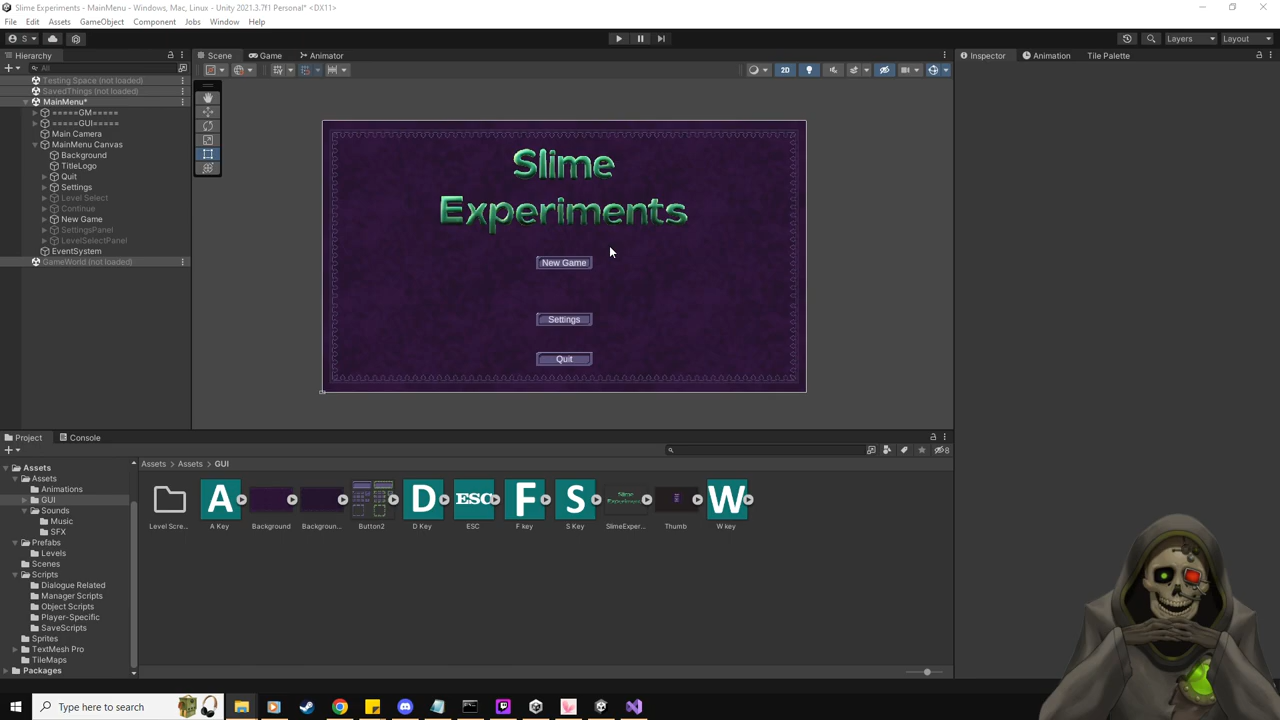 Slime Experiments - MainMenu - Windows, Mac, Linux - Unity 2021.3.7f1 Personal* <DX11>
File Edit Assets GameObject Component Jobs Window Help
S Layers Layout
Hierarchy Scene Game Animator Inspector Animation Tile Palette
All
2D
Testing Space (not loaded)
SavedThings (not loaded)
MainMenu*
=====GM=====
=====GUI=====
Main Camera
MainMenu Canvas
Background
TitleLogo
Quit
Settings
Level Select
Continue
New Game
SettingsPanel
LevelSelectPanel
EventSystem
GameWorld (not loaded)
Slime
Experiments
New Game
Settings
Quit
Project Console
8
Assets
Assets
Animations
GUI
Sounds
Music
SFX
Prefabs
Levels
Scenes
Scripts
Dialogue Related
Manager Scripts
Object Scripts
Player-Specific
SaveScripts
Sprites
TextMesh Pro
TileMaps
Packages
Assets Assets GUI
A D ESC F S W
Level Scre... A Key Background Backgroun... Button2 D Key ESC F key S Key SlimeExper... Thumb W key
Type here to search